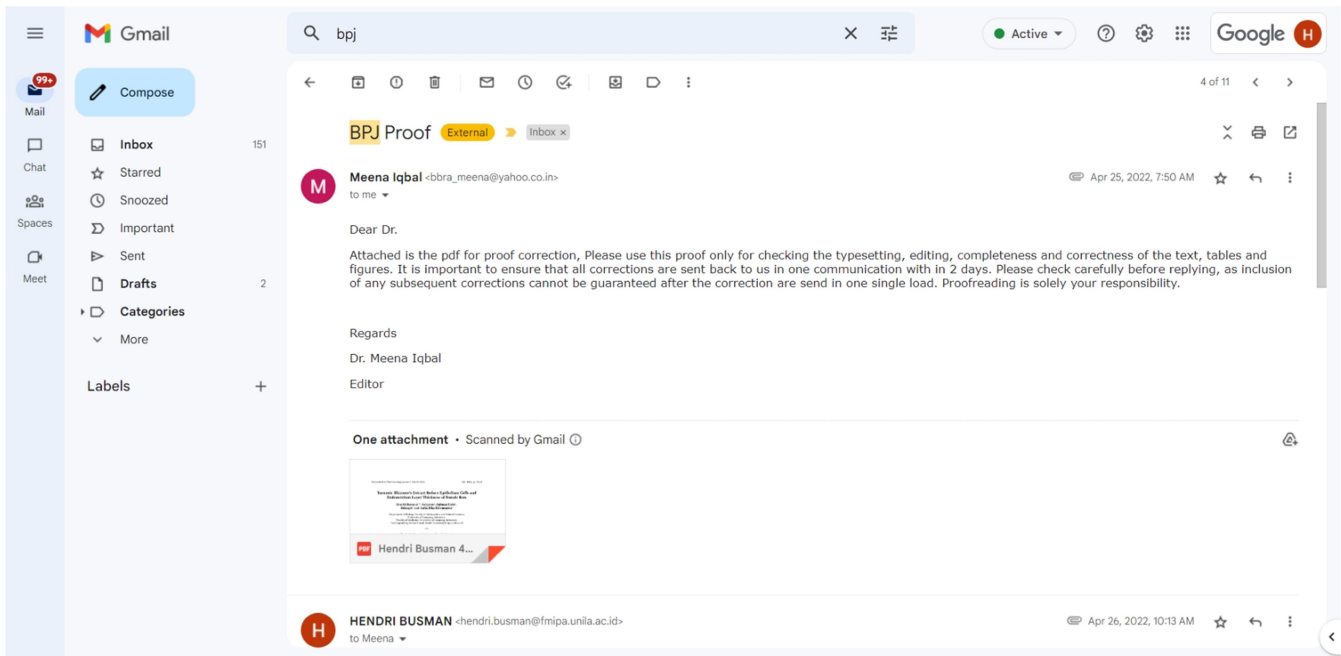 Gmail
bpj
Active
Google H
99+
Mail
Compose
4 of 11
Chat
Spaces
Meet
Inbox 151
Starred
Snoozed
Important
Sent
Drafts 2
Categories
More
Labels
BPJ Proof External Inbox ×
M
Meena Iqbal <bbra_meena@yahoo.co.in> Apr 25, 2022, 7:50 AM
to me
Dear Dr.
Attached is the pdf for proof correction, Please use this proof only for checking the typesetting, editing, completeness and correctness of the text, tables and
figures. It is important to ensure that all corrections are sent back to us in one communication with in 2 days. Please check carefully before replying, as inclusion
of any subsequent corrections cannot be guaranteed after the correction are send in one single load. Proofreading is solely your responsibility.
Regards
Dr. Meena Iqbal
Editor
One attachment • Scanned by Gmail
PDF Hendri Busman 4...
H
HENDRI BUSMAN <hendri.busman@fmipa.unila.ac.id> Apr 26, 2022, 10:13 AM
to Meena